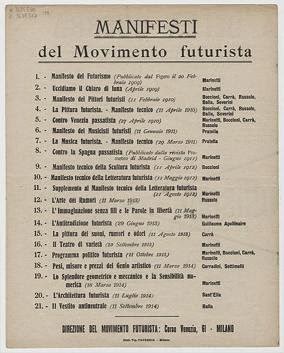 MANIFESTI
del Movimento futurista
1. - Manifesto del Futurismo (Pubblicato dal Figaro il 20 Febbraio 1909) Marinetti
2. - Uccidiamo il Chiaro di luna (Aprile 1909) Marinetti
3. - Manifesto dei Pittori futuristi (11 Febbraio 1910) Boccioni, Carrà, Russolo, Balla, Severini
4. - La Pittura futurista. - Manifesto tecnico (11 Aprile 1910) Boccioni, Carrà, Russolo, Balla, Severini
5. - Contro Venezia passatista (27 Aprile 1910) Marinetti, Boccioni, Carrà, Russolo
6. - Manifesto dei Musicisti futuristi (11 Gennaio 1911) Pratella
7. - La Musica futurista. - Manifesto tecnico (29 Marzo 1911) Pratella
8. - Contro la Spagna passatista (Pubblicato dalla rivista Prometeo di Madrid - Giugno 1911) Marinetti
9. - Manifesto tecnico della Scultura futurista (11 Aprile 1912) Boccioni
10. - Manifesto tecnico della Letteratura futurista (11 Maggio 1912) Marinetti
11. - Supplemento al Manifesto tecnico della Letteratura futurista (11 Agosto 1912) Marinetti
12. - L'Arte dei Rumori (11 Marzo 1913) Russolo
13. - L'Immaginazione senza fili e le Parole in libertà (11 Maggio 1913) Marinetti
14. - L'Antitradizione futurista (29 Giugno 1913) Guillaume Apollinaire
15. - La pittura dei suoni, rumori e odori (11 Agosto 1913) Carrà
16. - Il Teatro di varietà (29 Settembre 1913) Marinetti
17. - Programma politico futurista (11 Ottobre 1913) Marinetti, Boccioni, Carrà, Russolo
18. - Pesi, misure e prezzi del Genio artistico (11 Marzo 1914) Corradini, Settimelli
19. - Lo Splendore geometrico e meccanico e la Sensibilità numerica (18 Marzo 1914) Marinetti
20. - L'Architettura futurista (11 Luglio 1914) Sant'Elia
21. - Il Vestito antineutrale (11 Settembre 1914) Balla
DIREZIONE DEL MOVIMENTO FUTURISTA: Corso Venezia, 61 - MILANO